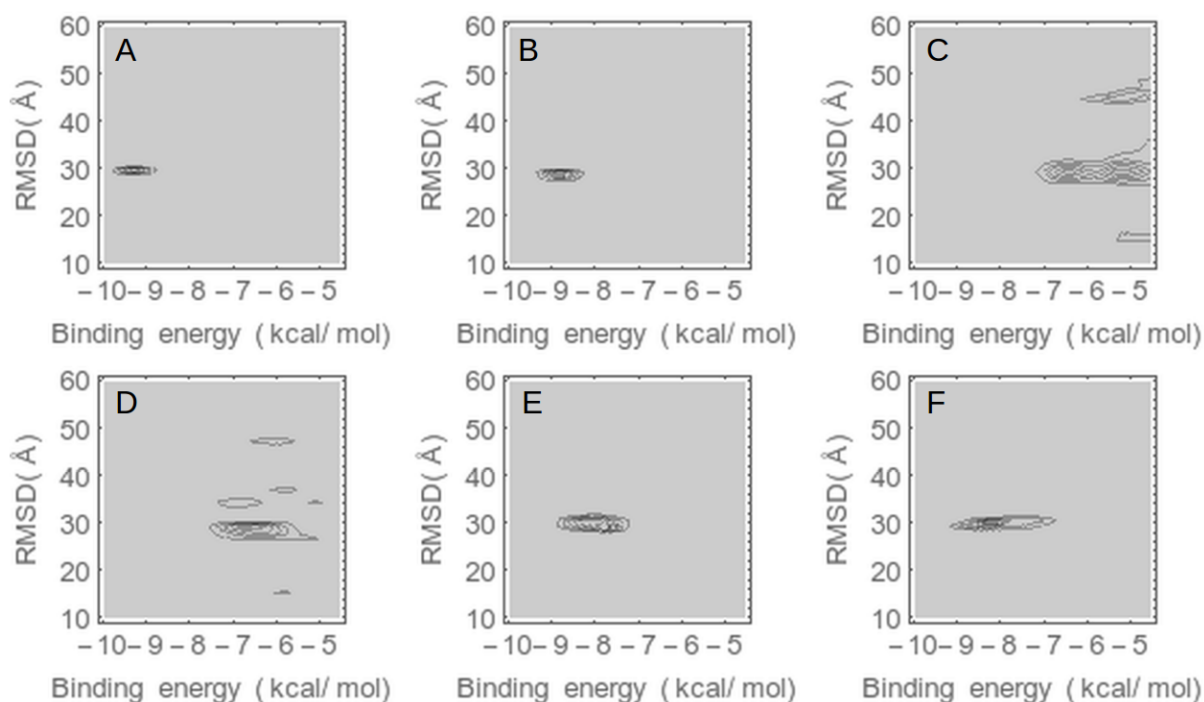 A
B
C
60 60 60
50 50 50
40 40 40
30 30 30
20 20 20
10 10 10
RMSD( Å) RMSD( Å) RMSD( Å)
−10−9 −8 −7 −6 −5 −10−9 −8 −7 −6 −5 −10−9 −8 −7 −6 −5
Binding energy ( kcal/ mol) Binding energy ( kcal/ mol) Binding energy ( kcal/ mol)
D
E
F
60 60 60
50 50 50
40 40 40
30 30 30
20 20 20
10 10 10
RMSD( Å) RMSD( Å) RMSD( Å)
−10−9 −8 −7 −6 −5 −10−9 −8 −7 −6 −5 −10−9 −8 −7 −6 −5
Binding energy ( kcal/ mol) Binding energy ( kcal/ mol) Binding energy ( kcal/ mol)